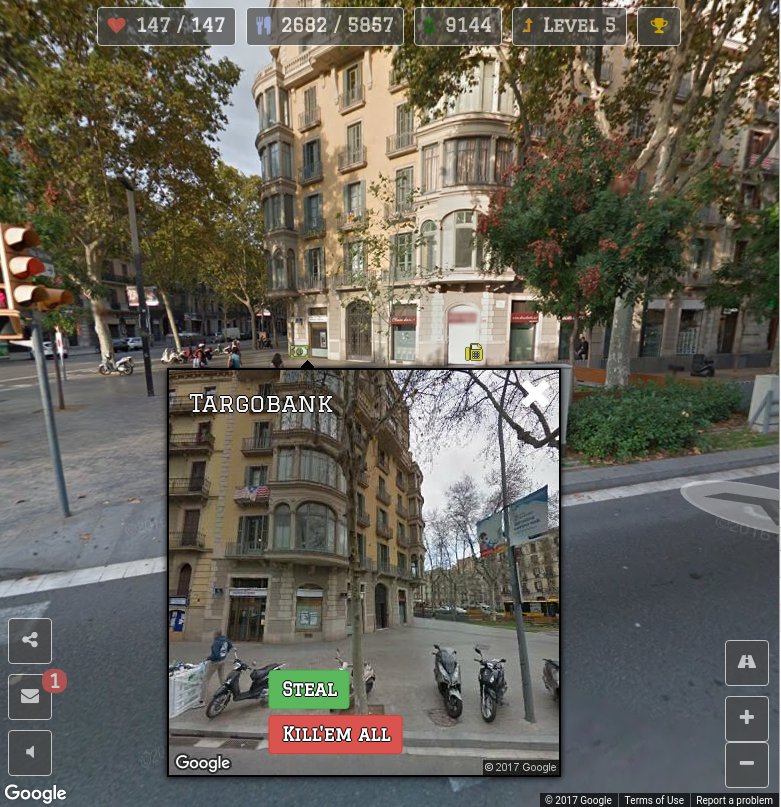 147 / 147
2682 / 5857
9144
Level 5
Targobank
Steal
Kill'em all
Google
© 2017 Google
1
Google
© 2017 Google
Terms of Use
Report a problem